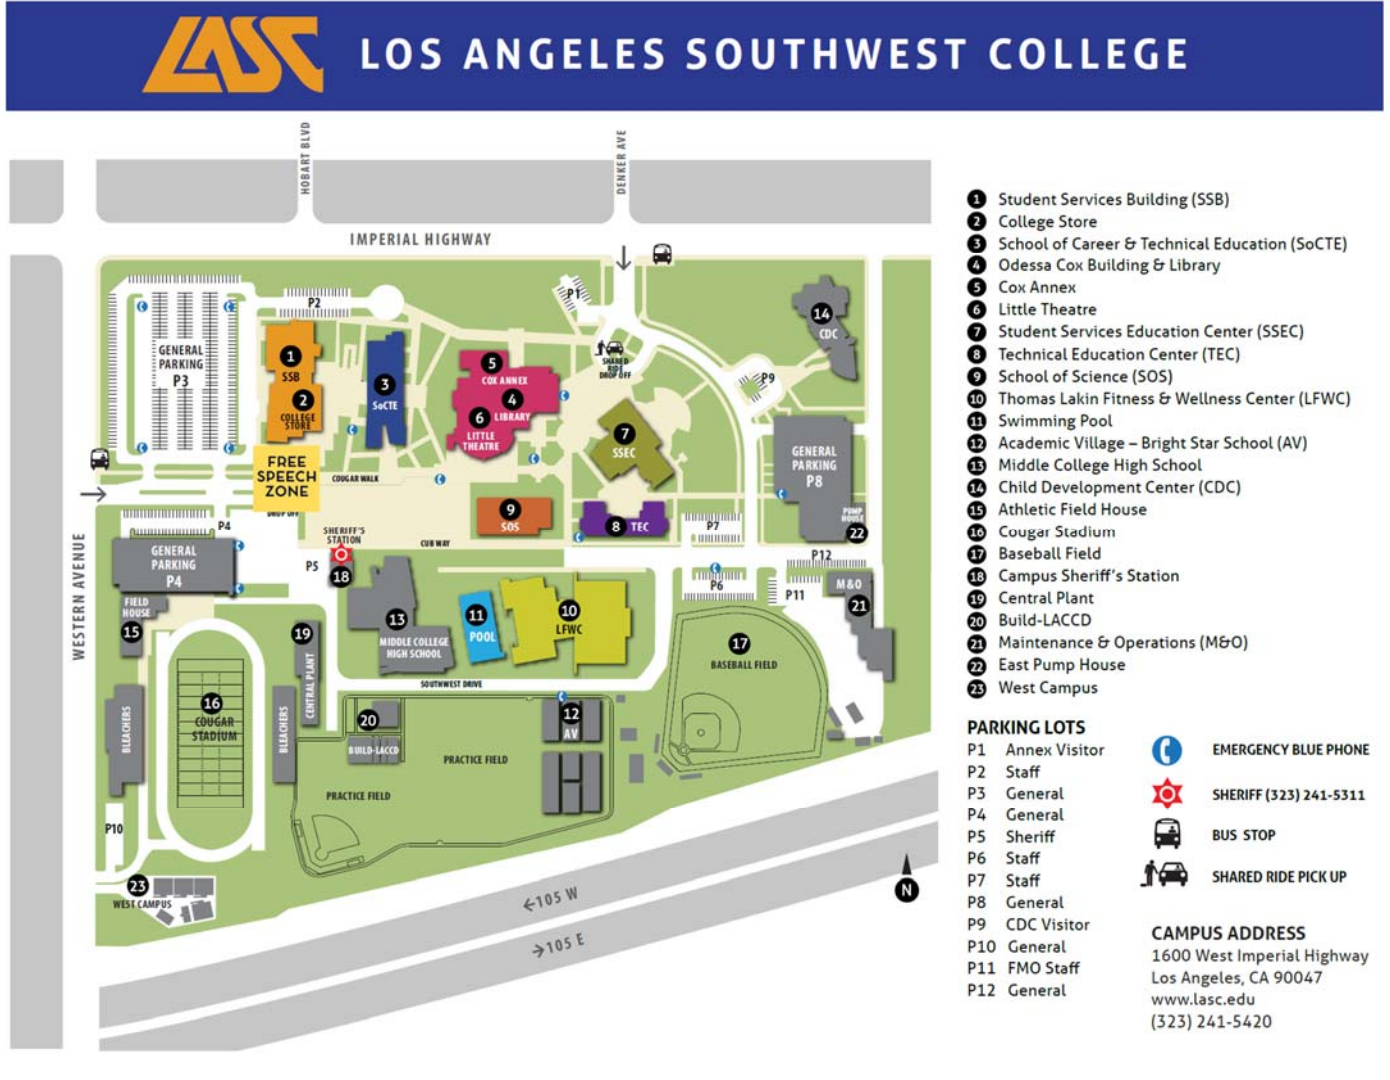 LASC
LOS ANGELES SOUTHWEST COLLEGE
HOBART BLVD
DENKER AVE
IMPERIAL HIGHWAY
WESTERN AVENUE
P2
P1
GENERAL
PARKING
P3
1
SSB
2
COLLEGE
STORE
3
SoCTE
5
COX ANNEX
4
LIBRARY
6
LITTLE
THEATRE
SHARED
RIDE
DROP OFF
14
CDC
P9
7
SSEC
GENERAL
PARKING
P8
PUMP
HOUSE
22
FREE
SPEECH
ZONE
DROP OFF
COUGAR WALK
9
SOS
8 TEC
P7
P4
SHERIFF'S
STATION
CUB WAY
P5
18
P12
GENERAL
PARKING
P4
FIELD
HOUSE
15
13
MIDDLE COLLEGE
HIGH SCHOOL
11
POOL
10
LFWC
P6
P11
M&O
21
19
CENTRAL PLANT
17
BASEBALL FIELD
SOUTHWEST DRIVE
16
COUGAR
STADIUM
BLEACHERS
BLEACHERS
20
BUILD-LACCD
12
AV
PRACTICE FIELD
PRACTICE FIELD
P10
23
WEST CAMPUS
←105 W
→105 E
N
1 Student Services Building (SSB)
2 College Store
3 School of Career & Technical Education (SoCTE)
4 Odessa Cox Building & Library
5 Cox Annex
6 Little Theatre
7 Student Services Education Center (SSEC)
8 Technical Education Center (TEC)
9 School of Science (SOS)
10 Thomas Lakin Fitness & Wellness Center (LFWC)
11 Swimming Pool
12 Academic Village – Bright Star School (AV)
13 Middle College High School
14 Child Development Center (CDC)
15 Athletic Field House
16 Cougar Stadium
17 Baseball Field
18 Campus Sheriff's Station
19 Central Plant
20 Build-LACCD
21 Maintenance & Operations (M&O)
22 East Pump House
23 West Campus
PARKING LOTS
P1 Annex Visitor
P2 Staff
P3 General
P4 General
P5 Sheriff
P6 Staff
P7 Staff
P8 General
P9 CDC Visitor
P10 General
P11 FMO Staff
P12 General
EMERGENCY BLUE PHONE
SHERIFF (323) 241-5311
BUS STOP
SHARED RIDE PICK UP
CAMPUS ADDRESS
1600 West Imperial Highway
Los Angeles, CA 90047
www.lasc.edu
(323) 241-5420